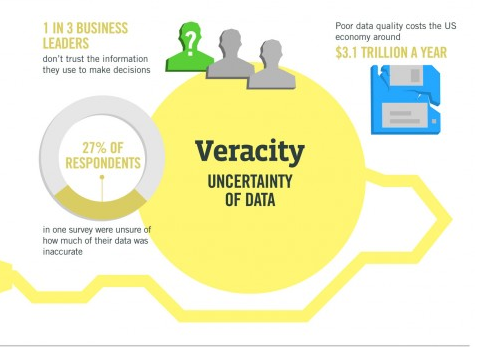 1 IN 3 BUSINESS
LEADERS
don't trust the information
they use to make decisions
?
Poor data quality costs the US
economy around
$3.1 TRILLION A YEAR
27% OF
RESPONDENTS
in one survey were unsure of
how much of their data was
inaccurate
Veracity
UNCERTAINTY
OF DATA